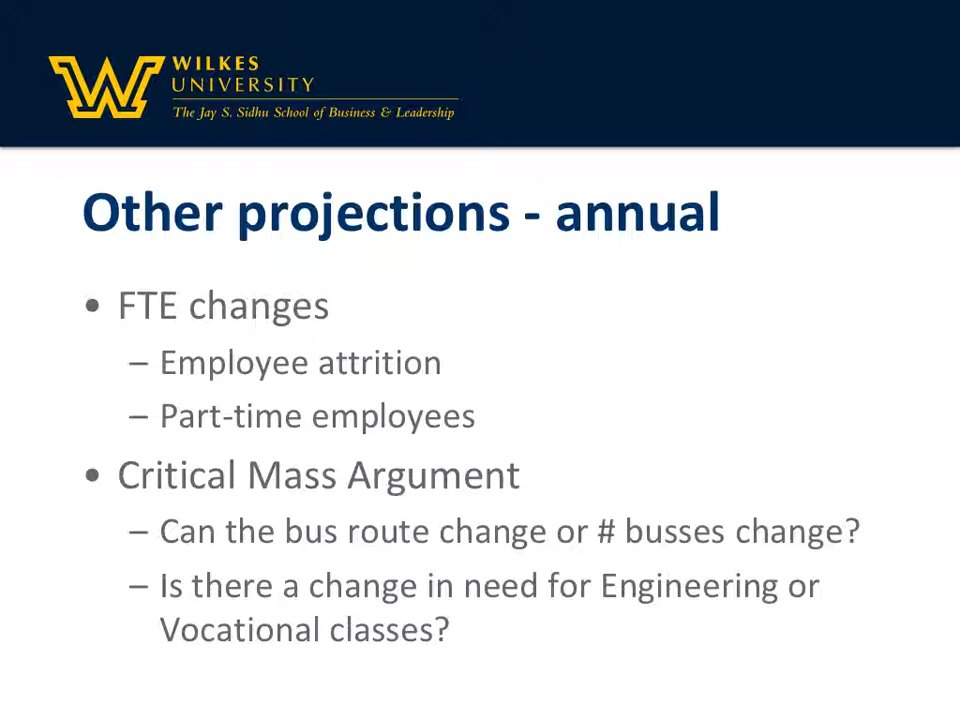 WILKES
UNIVERSITY
The Jay S. Sidhu School of Business & Leadership
Other projections - annual
• FTE changes
– Employee attrition
– Part-time employees
• Critical Mass Argument
– Can the bus route change or # busses change?
– Is there a change in need for Engineering or
Vocational classes?